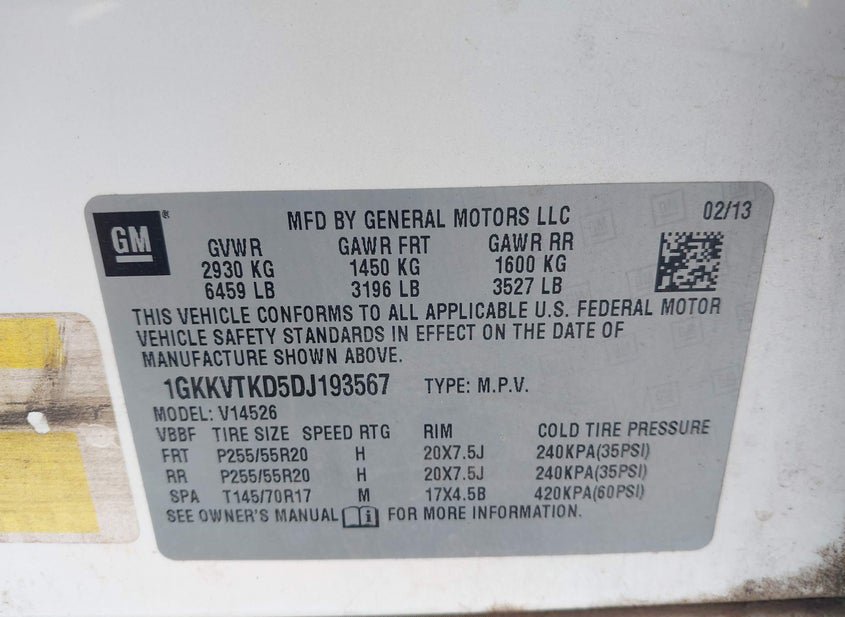 GM
MFD BY GENERAL MOTORS LLC 02/13
GVWR GAWR FRT GAWR RR
2930 KG 1450 KG 1600 KG
6459 LB 3196 LB 3527 LB
THIS VEHICLE CONFORMS TO ALL APPLICABLE U.S. FEDERAL MOTOR
VEHICLE SAFETY STANDARDS IN EFFECT ON THE DATE OF
MANUFACTURE SHOWN ABOVE.
1GKKVTKD5DJ193567 TYPE: M.P.V.
MODEL: V14526
VBBF TIRE SIZE SPEED RTG RIM COLD TIRE PRESSURE
FRT P255/55R20 H 20X7.5J 240KPA(35PSI)
RR P255/55R20 H 20X7.5J 240KPA(35PSI)
SPA T145/70R17 M 17X4.5B 420KPA(60PSI)
SEE OWNER'S MANUAL i FOR MORE INFORMATION.